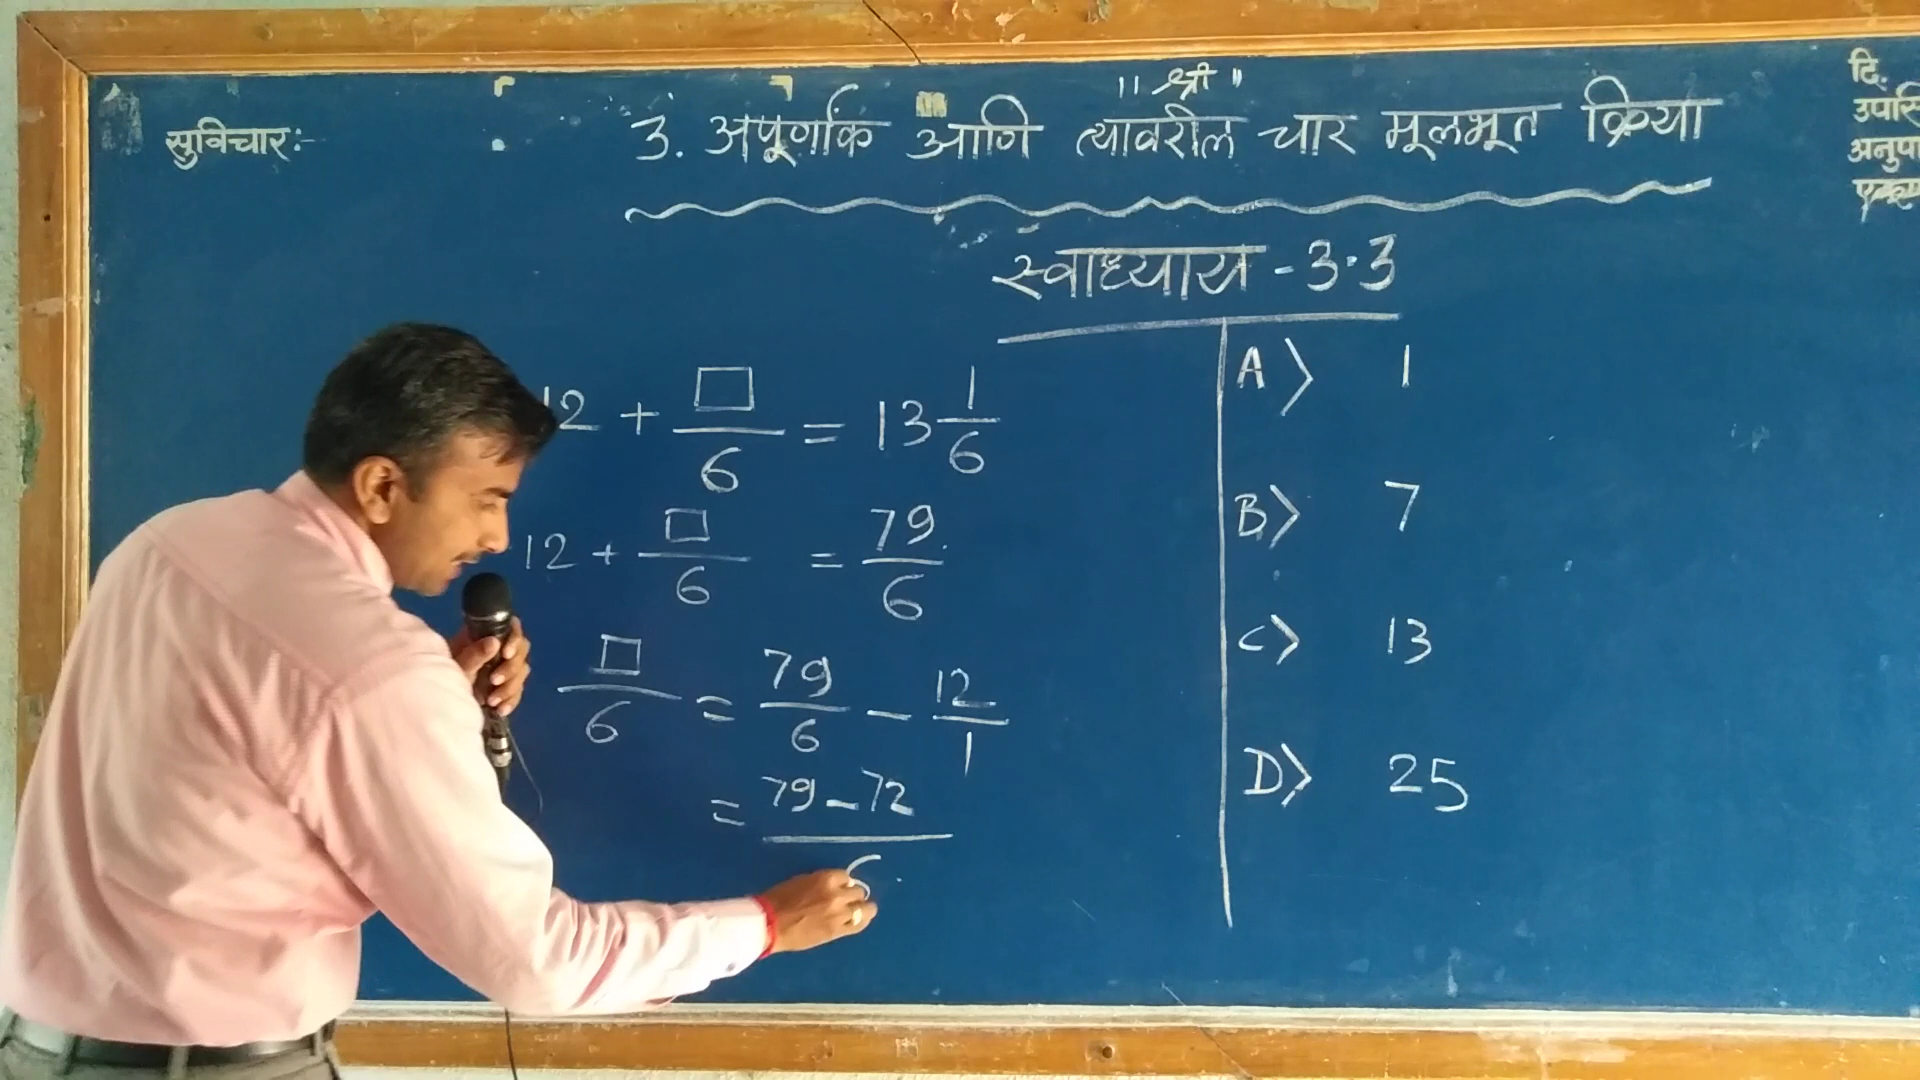 ॥ श्री ॥
सुविचार:-
3. अपूर्णांक आणि त्यावरील चार मूलभूत क्रिया
दि.
स्वाध्याय - 3.3
12 + □/6 = 13 1/6
12 + □/6 = 79/6
□/6 = 79/6 - 12/1
= 79-72/6
A> 1
B> 7
C> 13
D> 25